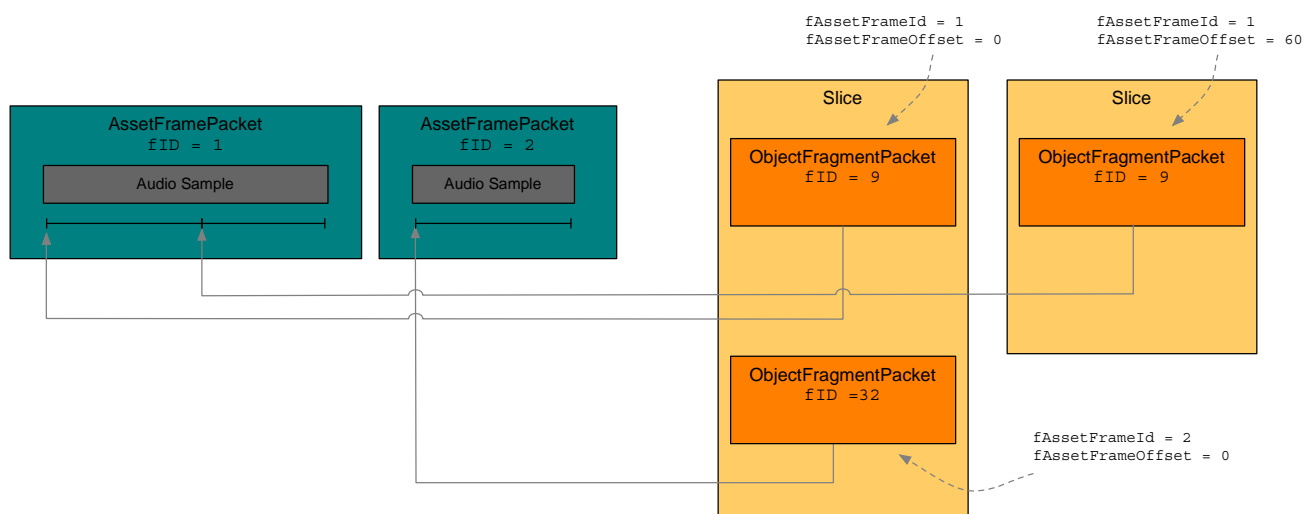 fAssetFrameId = 1
fAssetFrameOffset = 0
fAssetFrameId = 1
fAssetFrameOffset = 60
AssetFramePacket
fID = 1
Audio Sample
AssetFramePacket
fID = 2
Audio Sample
Slice
ObjectFragmentPacket
fID = 9
ObjectFragmentPacket
fID =32
Slice
ObjectFragmentPacket
fID = 9
fAssetFrameId = 2
fAssetFrameOffset = 0